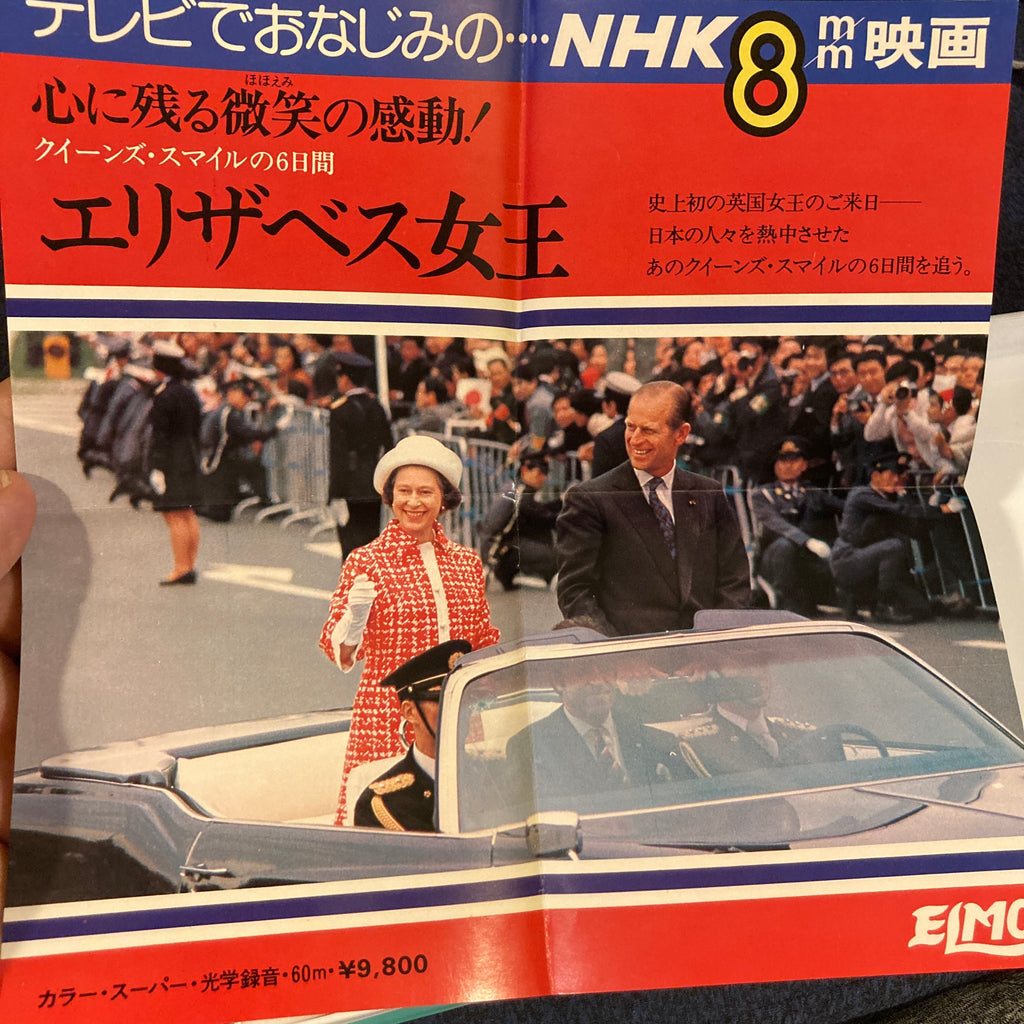 テレビでおなじみの‥‥NHK8m/m映画
ほほえみ
心に残る微笑の感動!
クイーンズ・スマイルの6日間
エリザベス女王
史上初の英国女王のご来日――
日本の人々を熱中させた
あのクイーンズ・スマイルの6日間を追う。
ELMO
カラー・スーパー・光学録音・60m・¥9,800